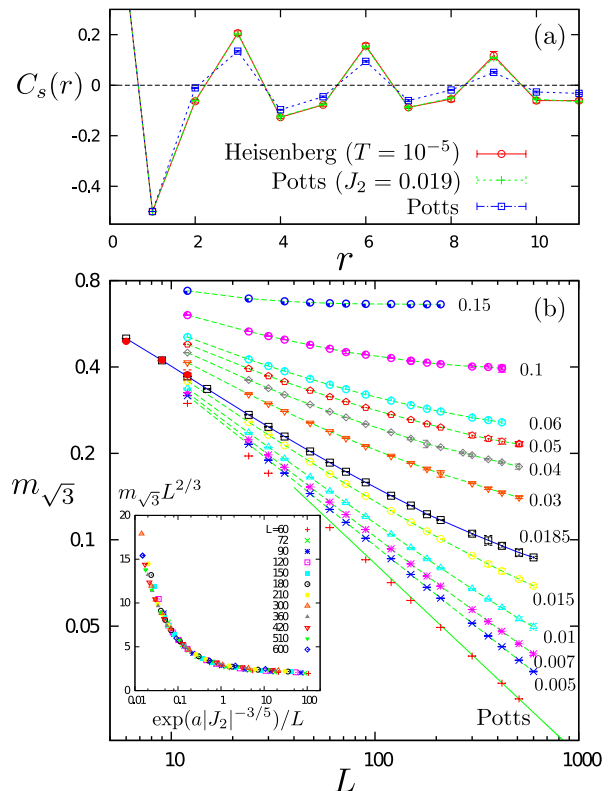 (a)
C_s(r)
0.2
0
-0.2
-0.4
Heisenberg (T = 10^{-5})
Potts (J_2 = 0.019)
Potts
0 2 4 6 8 10
r
(b)
m_{\sqrt{3}}
0.8
0.4
0.2
0.1
0.05
0.15
0.1
0.06
0.05
0.04
0.03
0.0185
0.015
0.01
0.007
0.005
Potts
m_{\sqrt{3}}L^{2/3}
20
15
10
5
0
L=60
72
90
120
150
180
210
300
360
420
510
600
0.01 0.1 1 10 100
exp(a|J_2|^{-3/5})/L
10 100 1000
L